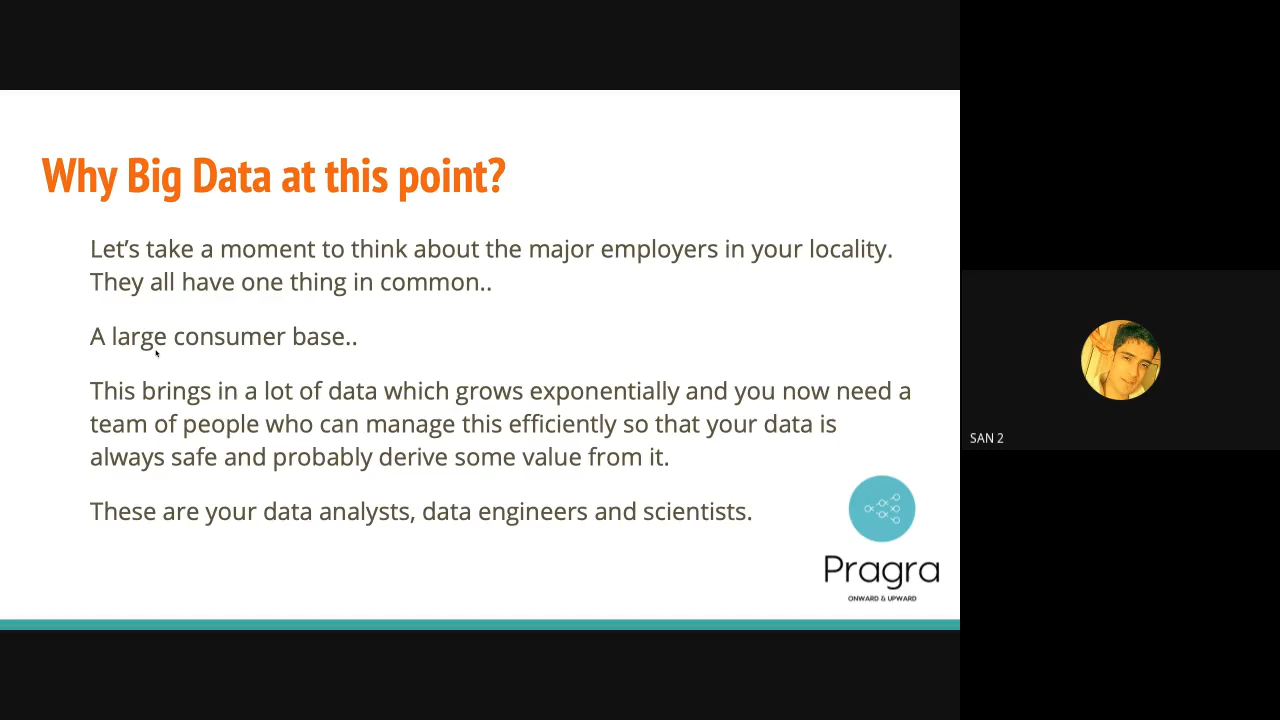 Why Big Data at this point?
Let’s take a moment to think about the major employers in your locality.
They all have one thing in common..
A large consumer base..
This brings in a lot of data which grows exponentially and you now need a
team of people who can manage this efficiently so that your data is
always safe and probably derive some value from it.
These are your data analysts, data engineers and scientists.
Pragra
ONWARD & UPWARD
SAN 2